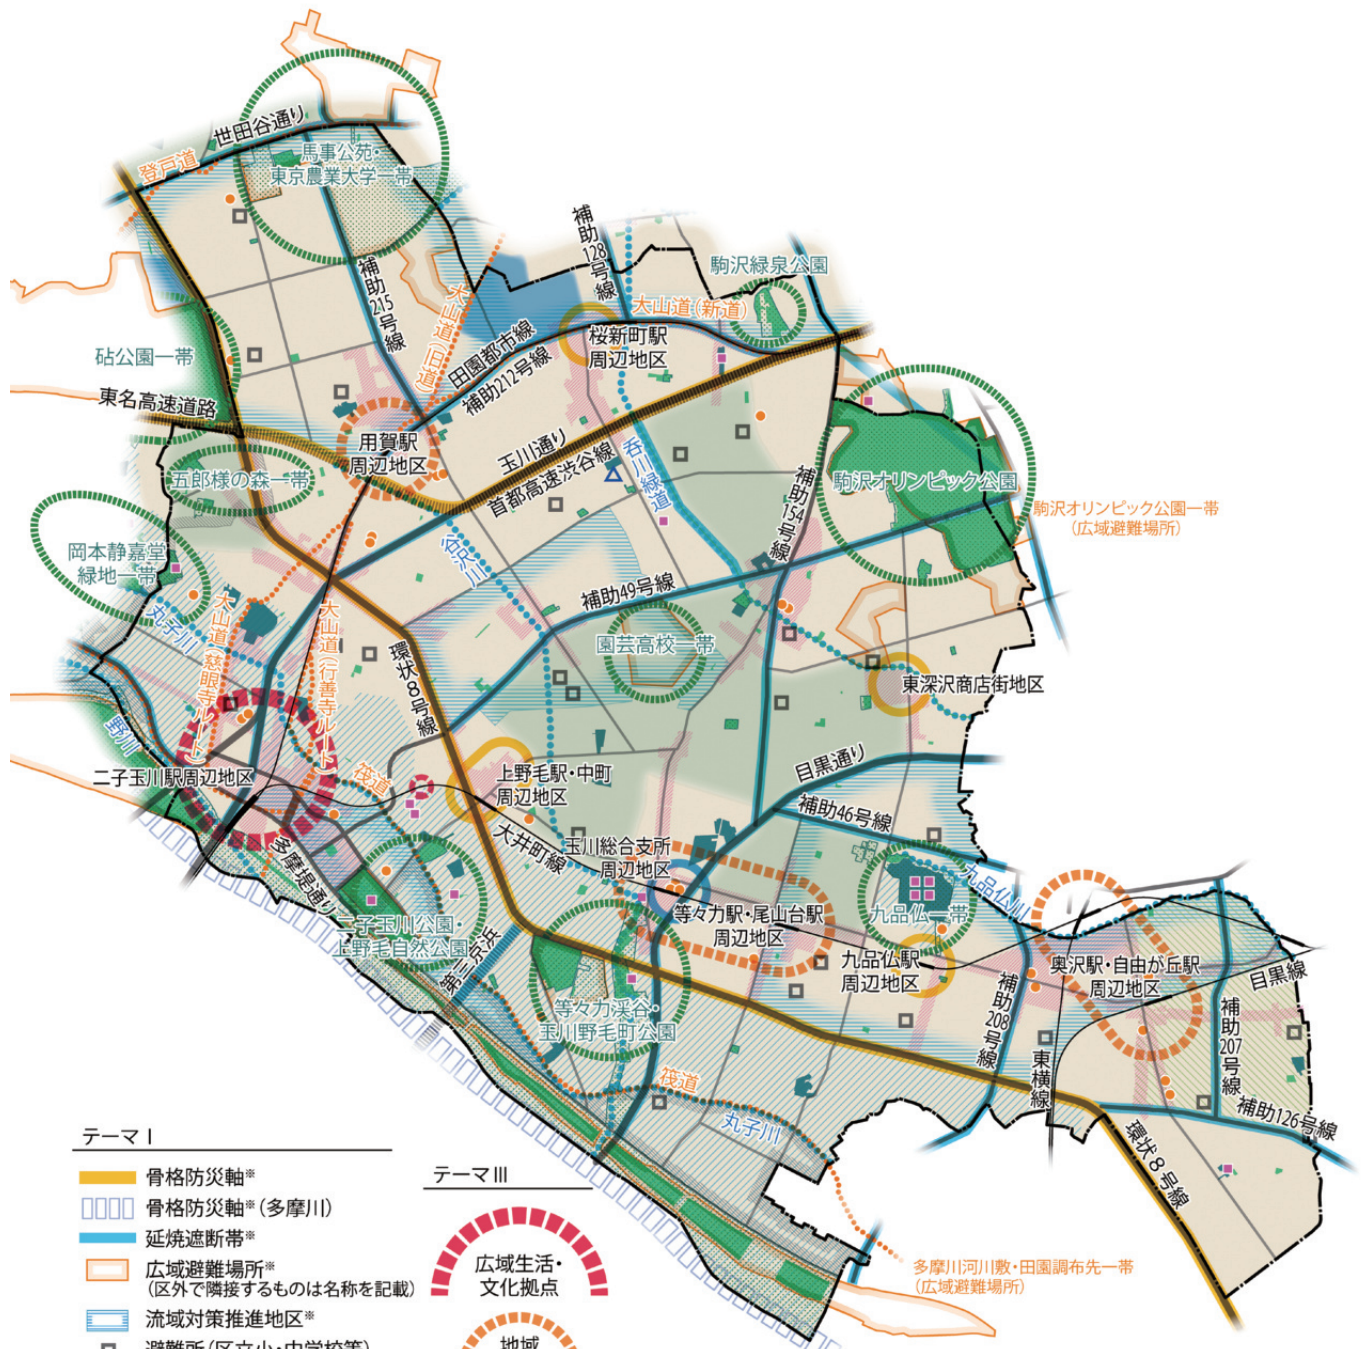 世田谷通り
登戸道
馬事公苑・
東京農業大学一帯
補助128号線
駒沢緑泉公園
補助215号線
大山道（旧道）
大山道（新道）
砧公園一帯
田園都市線
補助212号線
桜新町駅
周辺地区
東名高速道路
用賀駅
周辺地区
玉川通り
首都高速渋谷線
呑川緑道
五郎様の森一帯
補助154号線
駒沢オリンピック公園
駒沢オリンピック公園一帯
（広域避難場所）
岡本静嘉堂
緑地一帯
谷沢川
丸子川
大山道（慈眼寺ルート）
大山道（行善寺ルート）
補助49号線
園芸高校一帯
環状８号線
東深沢商店街地区
野川
二子玉川駅周辺地区
筏道
上野毛駅・中町
周辺地区
目黒通り
補助46号線
大井町線
玉川総合支所
周辺地区
多摩堤通り
九品仏川
二子玉川公園・
上野毛自然公園
等々力駅・尾山台駅
周辺地区
九品仏一帯
第三京浜
九品仏駅
周辺地区
奥沢駅・自由が丘駅
周辺地区
目黒線
等々力渓谷・
玉川野毛町公園
補助208号線
補助207号線
東横線
筏道
丸子川
補助126号線
環状８号線
多摩川河川敷・田園調布先一帯
（広域避難場所）
テーマⅠ
骨格防災軸※
骨格防災軸※（多摩川）
延焼遮断帯※
広域避難場所※
（区外で隣接するものは名称を記載）
流域対策推進地区※
避難所（区立小・中学校等）
テーマⅢ
広域生活・
文化拠点
地域